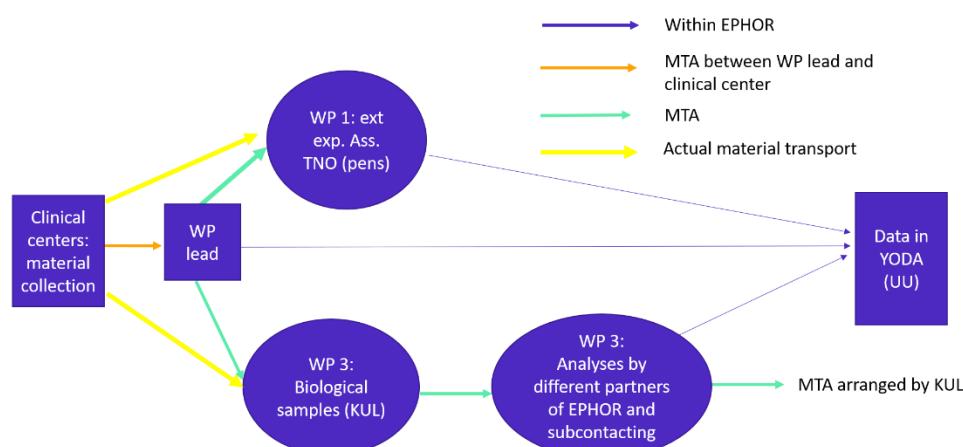 Within EPHOR
MTA between WP lead and
clinical center
MTA
Actual material transport
WP 1: ext
exp. Ass.
TNO (pens)
Clinical
centers:
material
collection
WP
lead
Data in
YODA
(UU)
WP 3:
Biological
samples (KUL)
WP 3:
Analyses by
different partners
of EPHOR and
subcontacting
MTA arranged by KUL